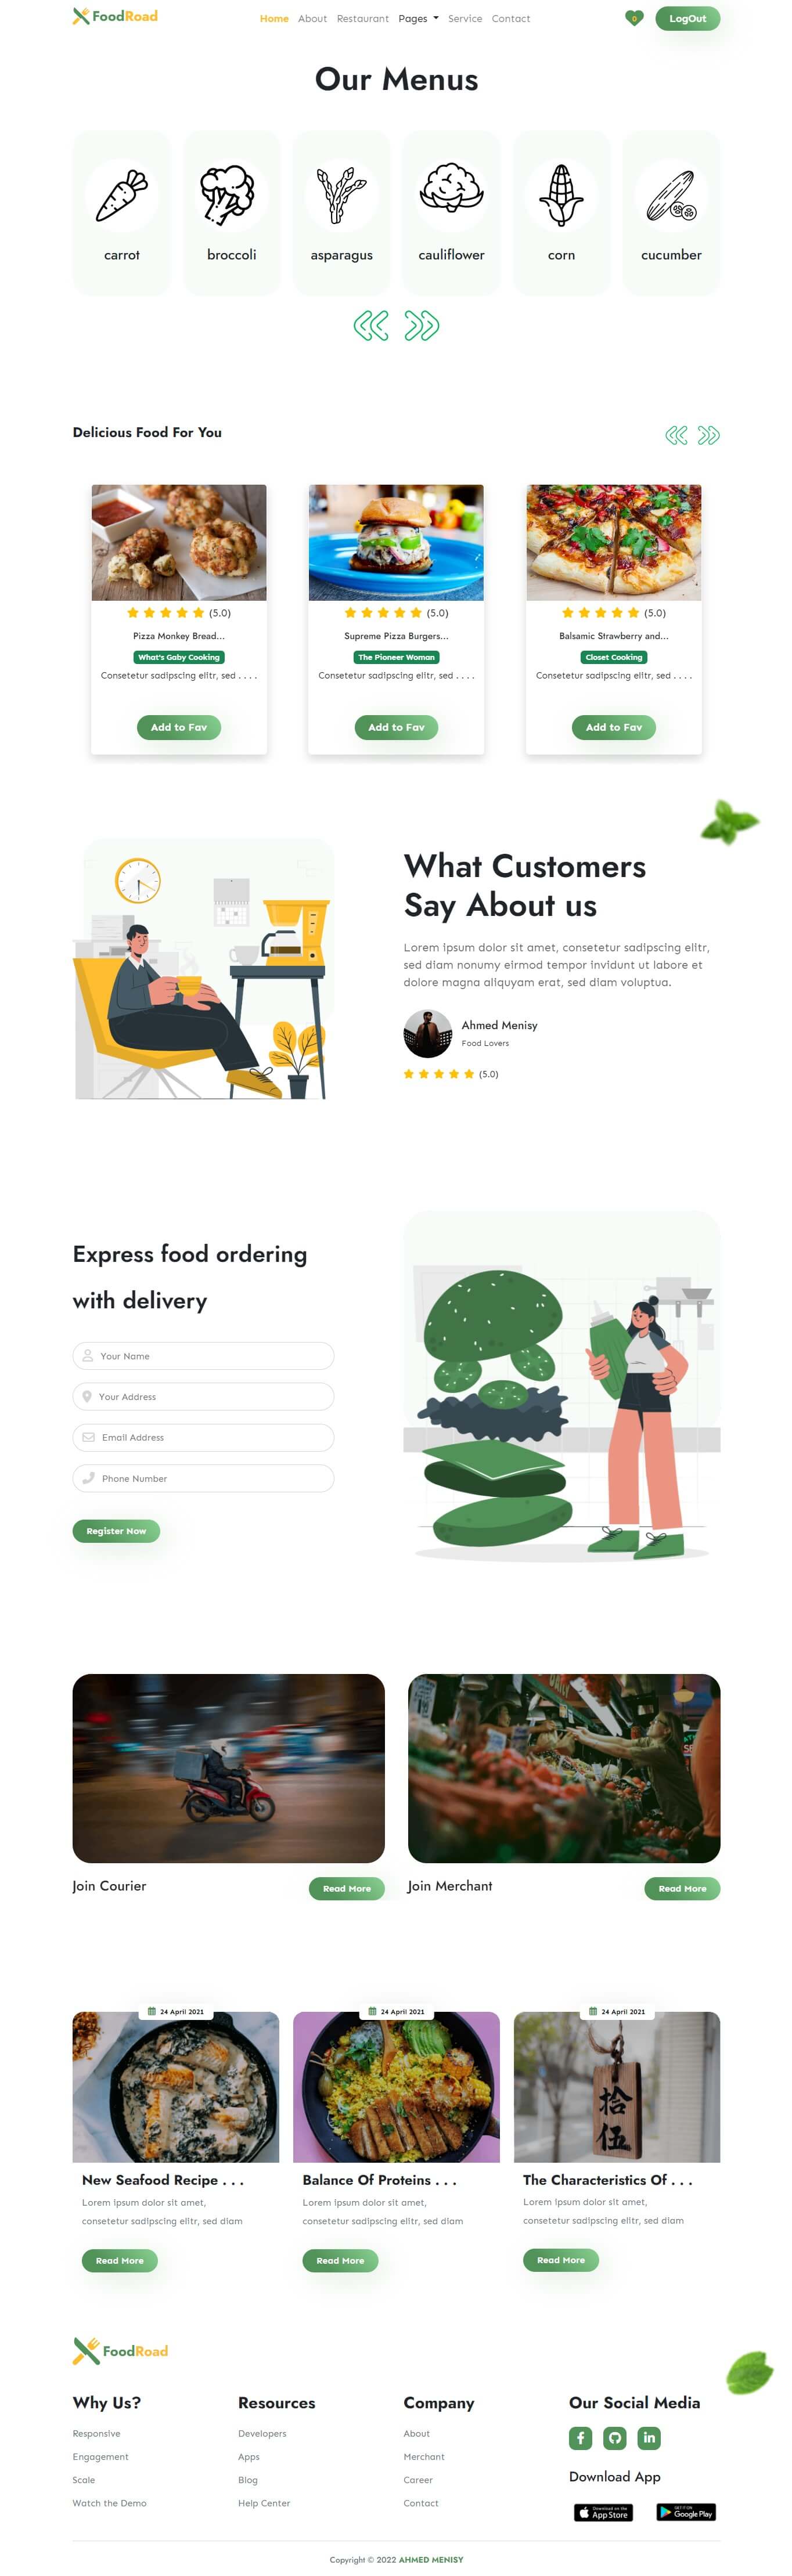 FoodRoad
Home About Restaurant Pages Service Contact
0
LogOut
Our Menus
carrot broccoli asparagus cauliflower corn cucumber
Delicious Food For You
(5.0) (5.0) (5.0)
Pizza Monkey Bread... Supreme Pizza Burgers... Balsamic Strawberry and...
What's Gaby Cooking The Pioneer Woman Closet Cooking
Consetetur sadipscing elitr, sed . . . . Consetetur sadipscing elitr, sed . . . . Consetetur sadipscing elitr, sed . . . .
Add to Fav Add to Fav Add to Fav
What Customers
Say About us
Lorem ipsum dolor sit amet, consetetur sadipscing elitr,
sed diam nonumy eirmod tempor invidunt ut labore et
dolore magna aliquyam erat, sed diam voluptua.
Ahmed Menisy
Food Lovers
(5.0)
Express food ordering
with delivery
Your Name
Your Address
Email Address
Phone Number
Register Now
Join Courier
Read More
Join Merchant
Read More
24 April 2021 24 April 2021 24 April 2021
拾
伍
New Seafood Recipe . . . Balance Of Proteins . . . The Characteristics Of . . .
Lorem ipsum dolor sit amet, Lorem ipsum dolor sit amet, Lorem ipsum dolor sit amet,
consetetur sadipscing elitr, sed diam consetetur sadipscing elitr, sed diam consetetur sadipscing elitr, sed diam
Read More Read More Read More
FoodRoad
Why Us? Resources Company Our Social Media
Responsive Developers About
Engagement Apps Merchant
Scale Blog Career Download App
Watch the Demo Help Center Contact
Download on the
App Store
GET IT ON
Google Play
Copyright © 2022 AHMED MENISY